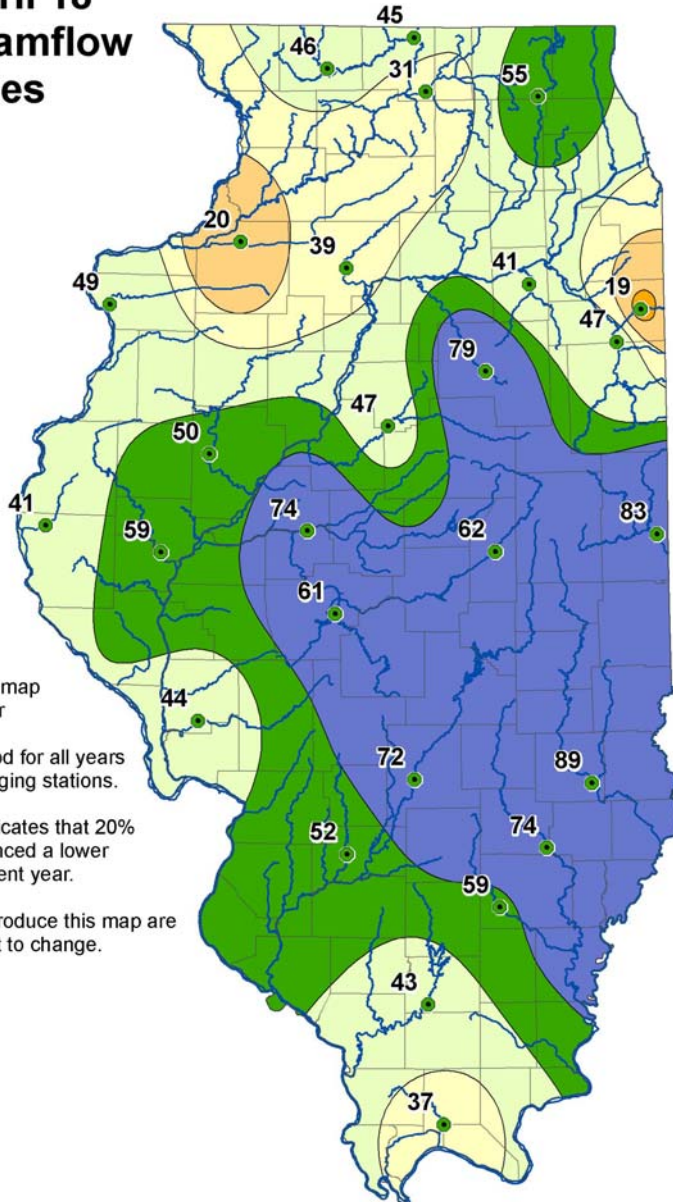 amflow
es
45
46
31
55
20
39
49
41
19
47
79
47
50
41
59
74
62
83
61
map
44
od for all years
ging stations.
72
89
icates that 20%
nced a lower
ent year.
52
74
59
roduce this map are
t to change.
43
37